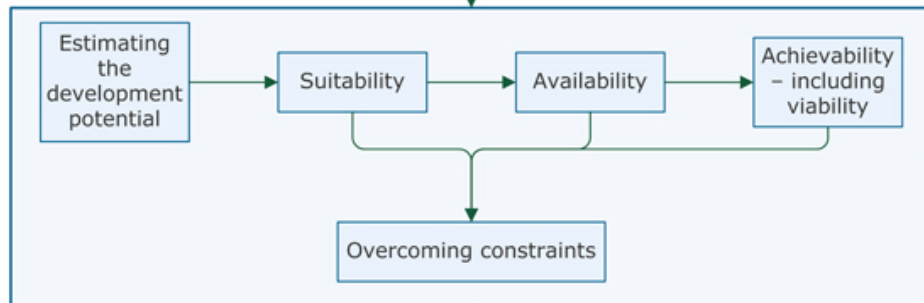 Estimating
the
development
potential
Suitability
Availability
Achievability
– including
viability
Overcoming constraints